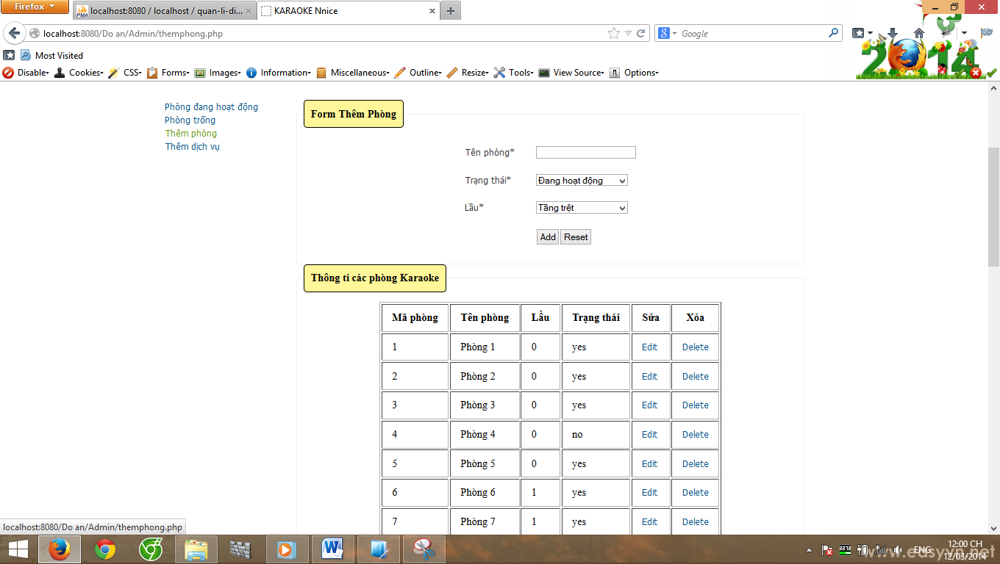 Firefox
localhost:8080 / localhost / quan-li-di...
KARAOKE Nnice
localhost:8080/Do an/Admin/themphong.php
Google
2014
Most Visited
Disable
Cookies
CSS
Forms
Images
Information
Miscellaneous
Outline
Resize
Tools
View Source
Options
Phòng đang hoạt động
Phòng trống
Thêm phòng
Thêm dịch vụ
Form Thêm Phòng
Tên phòng*
Trạng thái* Đang hoạt động
Lầu* Tầng trệt
Add Reset
Thông ti các phòng Karaoke
Mã phòng Tên phòng Lầu Trạng thái Sửa Xóa
1 Phòng 1 0 yes Edit Delete
2 Phòng 2 0 yes Edit Delete
3 Phòng 3 0 yes Edit Delete
4 Phòng 4 0 no Edit Delete
5 Phòng 5 0 yes Edit Delete
6 Phòng 6 1 yes Edit Delete
7 Phòng 7 1 yes Edit Delete
localhost:8080/Do an/Admin/themphong.php
ENG
12:00 CH
12/03/2014
www.easyvn.net